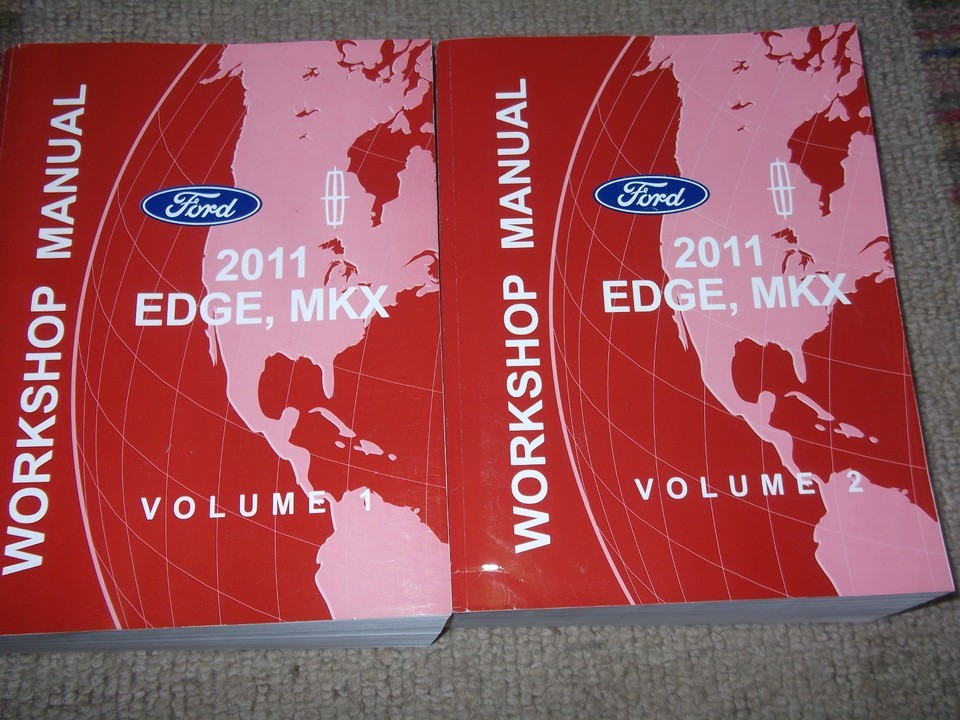 WORKSHOP MANUAL
Ford
2011
EDGE, MKX
VOLUME 1
WORKSHOP MANUAL
Ford
2011
EDGE, MKX
VOLUME 2